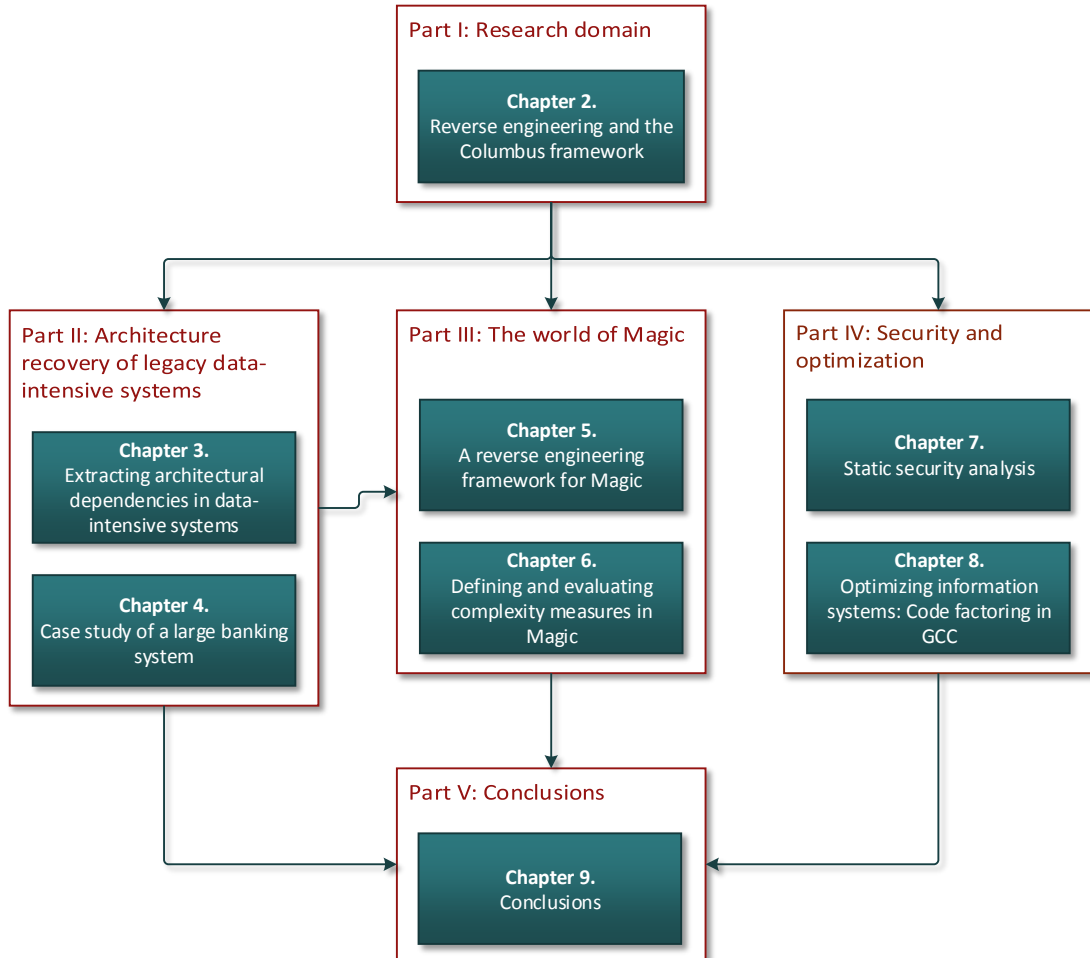 Part I: Research domain
Chapter 2.
Reverse engineering and the
Columbus framework
Part II: Architecture
recovery of legacy data-
intensive systems
Chapter 3.
Extracting architectural
dependencies in data-
intensive systems
Chapter 4.
Case study of a large banking
system
Part III: The world of Magic
Chapter 5.
A reverse engineering
framework for Magic
Chapter 6.
Defining and evaluating
complexity measures in
Magic
Part IV: Security and
optimization
Chapter 7.
Static security analysis
Chapter 8.
Optimizing information
systems: Code factoring in
GCC
Part V: Conclusions
Chapter 9.
Conclusions